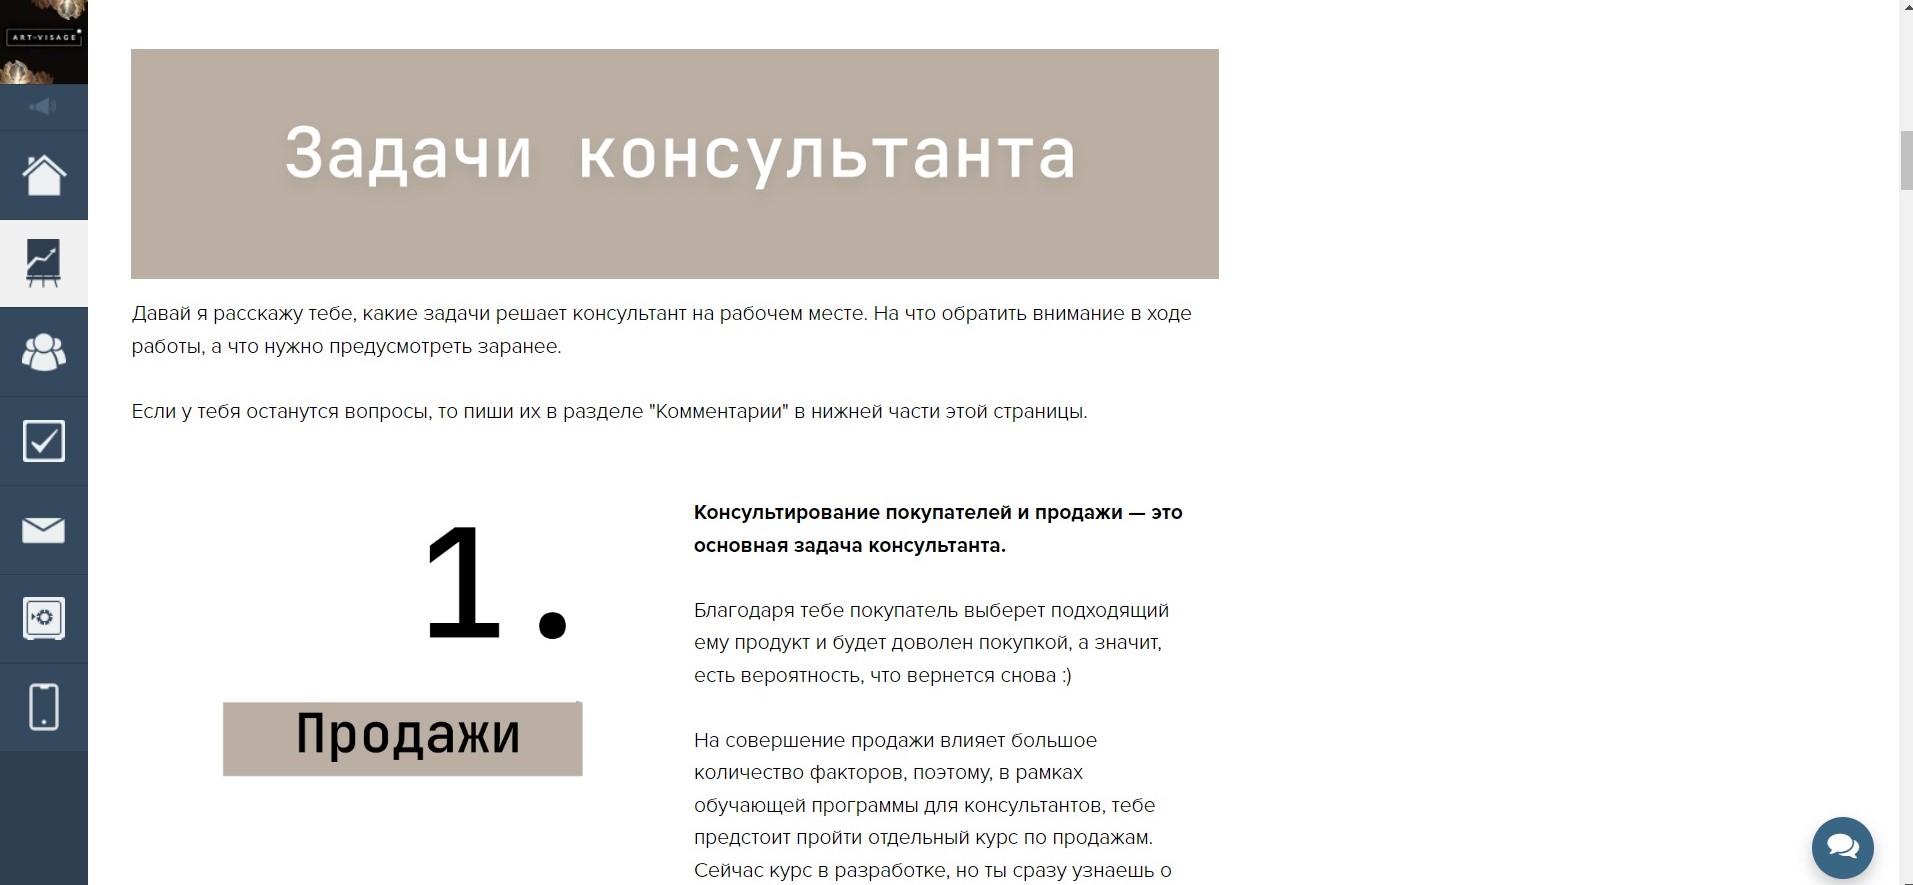 ART-VISAGE
Задачи консультанта
Давай я расскажу тебе, какие задачи решает консультант на рабочем месте. На что обратить внимание в ходе
работы, а что нужно предусмотреть заранее.
Если у тебя останутся вопросы, то пиши их в разделе "Комментарии" в нижней части этой страницы.
1.
Продажи
Консультирование покупателей и продажи — это
основная задача консультанта.
Благодаря тебе покупатель выберет подходящий
ему продукт и будет доволен покупкой, а значит,
есть вероятность, что вернется снова :)
На совершение продажи влияет большое
количество факторов, поэтому, в рамках
обучающей программы для консультантов, тебе
предстоит пройти отдельный курс по продажам.
Сейчас курс в разработке, но ты сразу узнаешь о